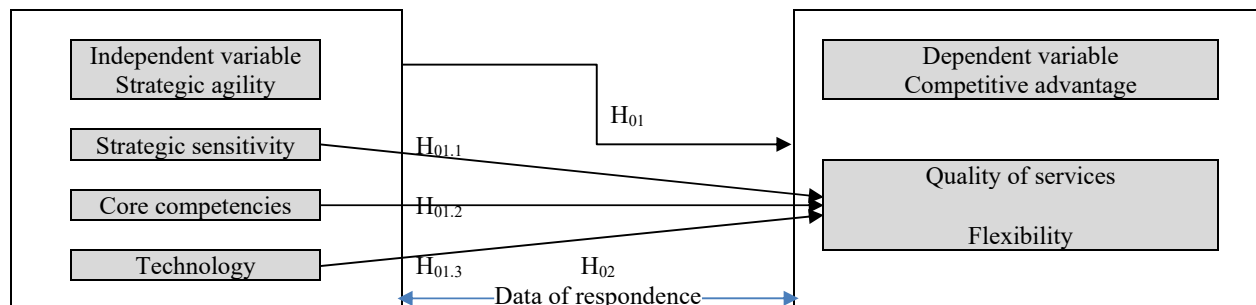 Independent variable
Strategic agility
Strategic sensitivity
Core competencies
Technology
H01
H01.1
H01.2
H01.3
H02
Data of respondence
Dependent variable
Competitive advantage
Quality of services
Flexibility